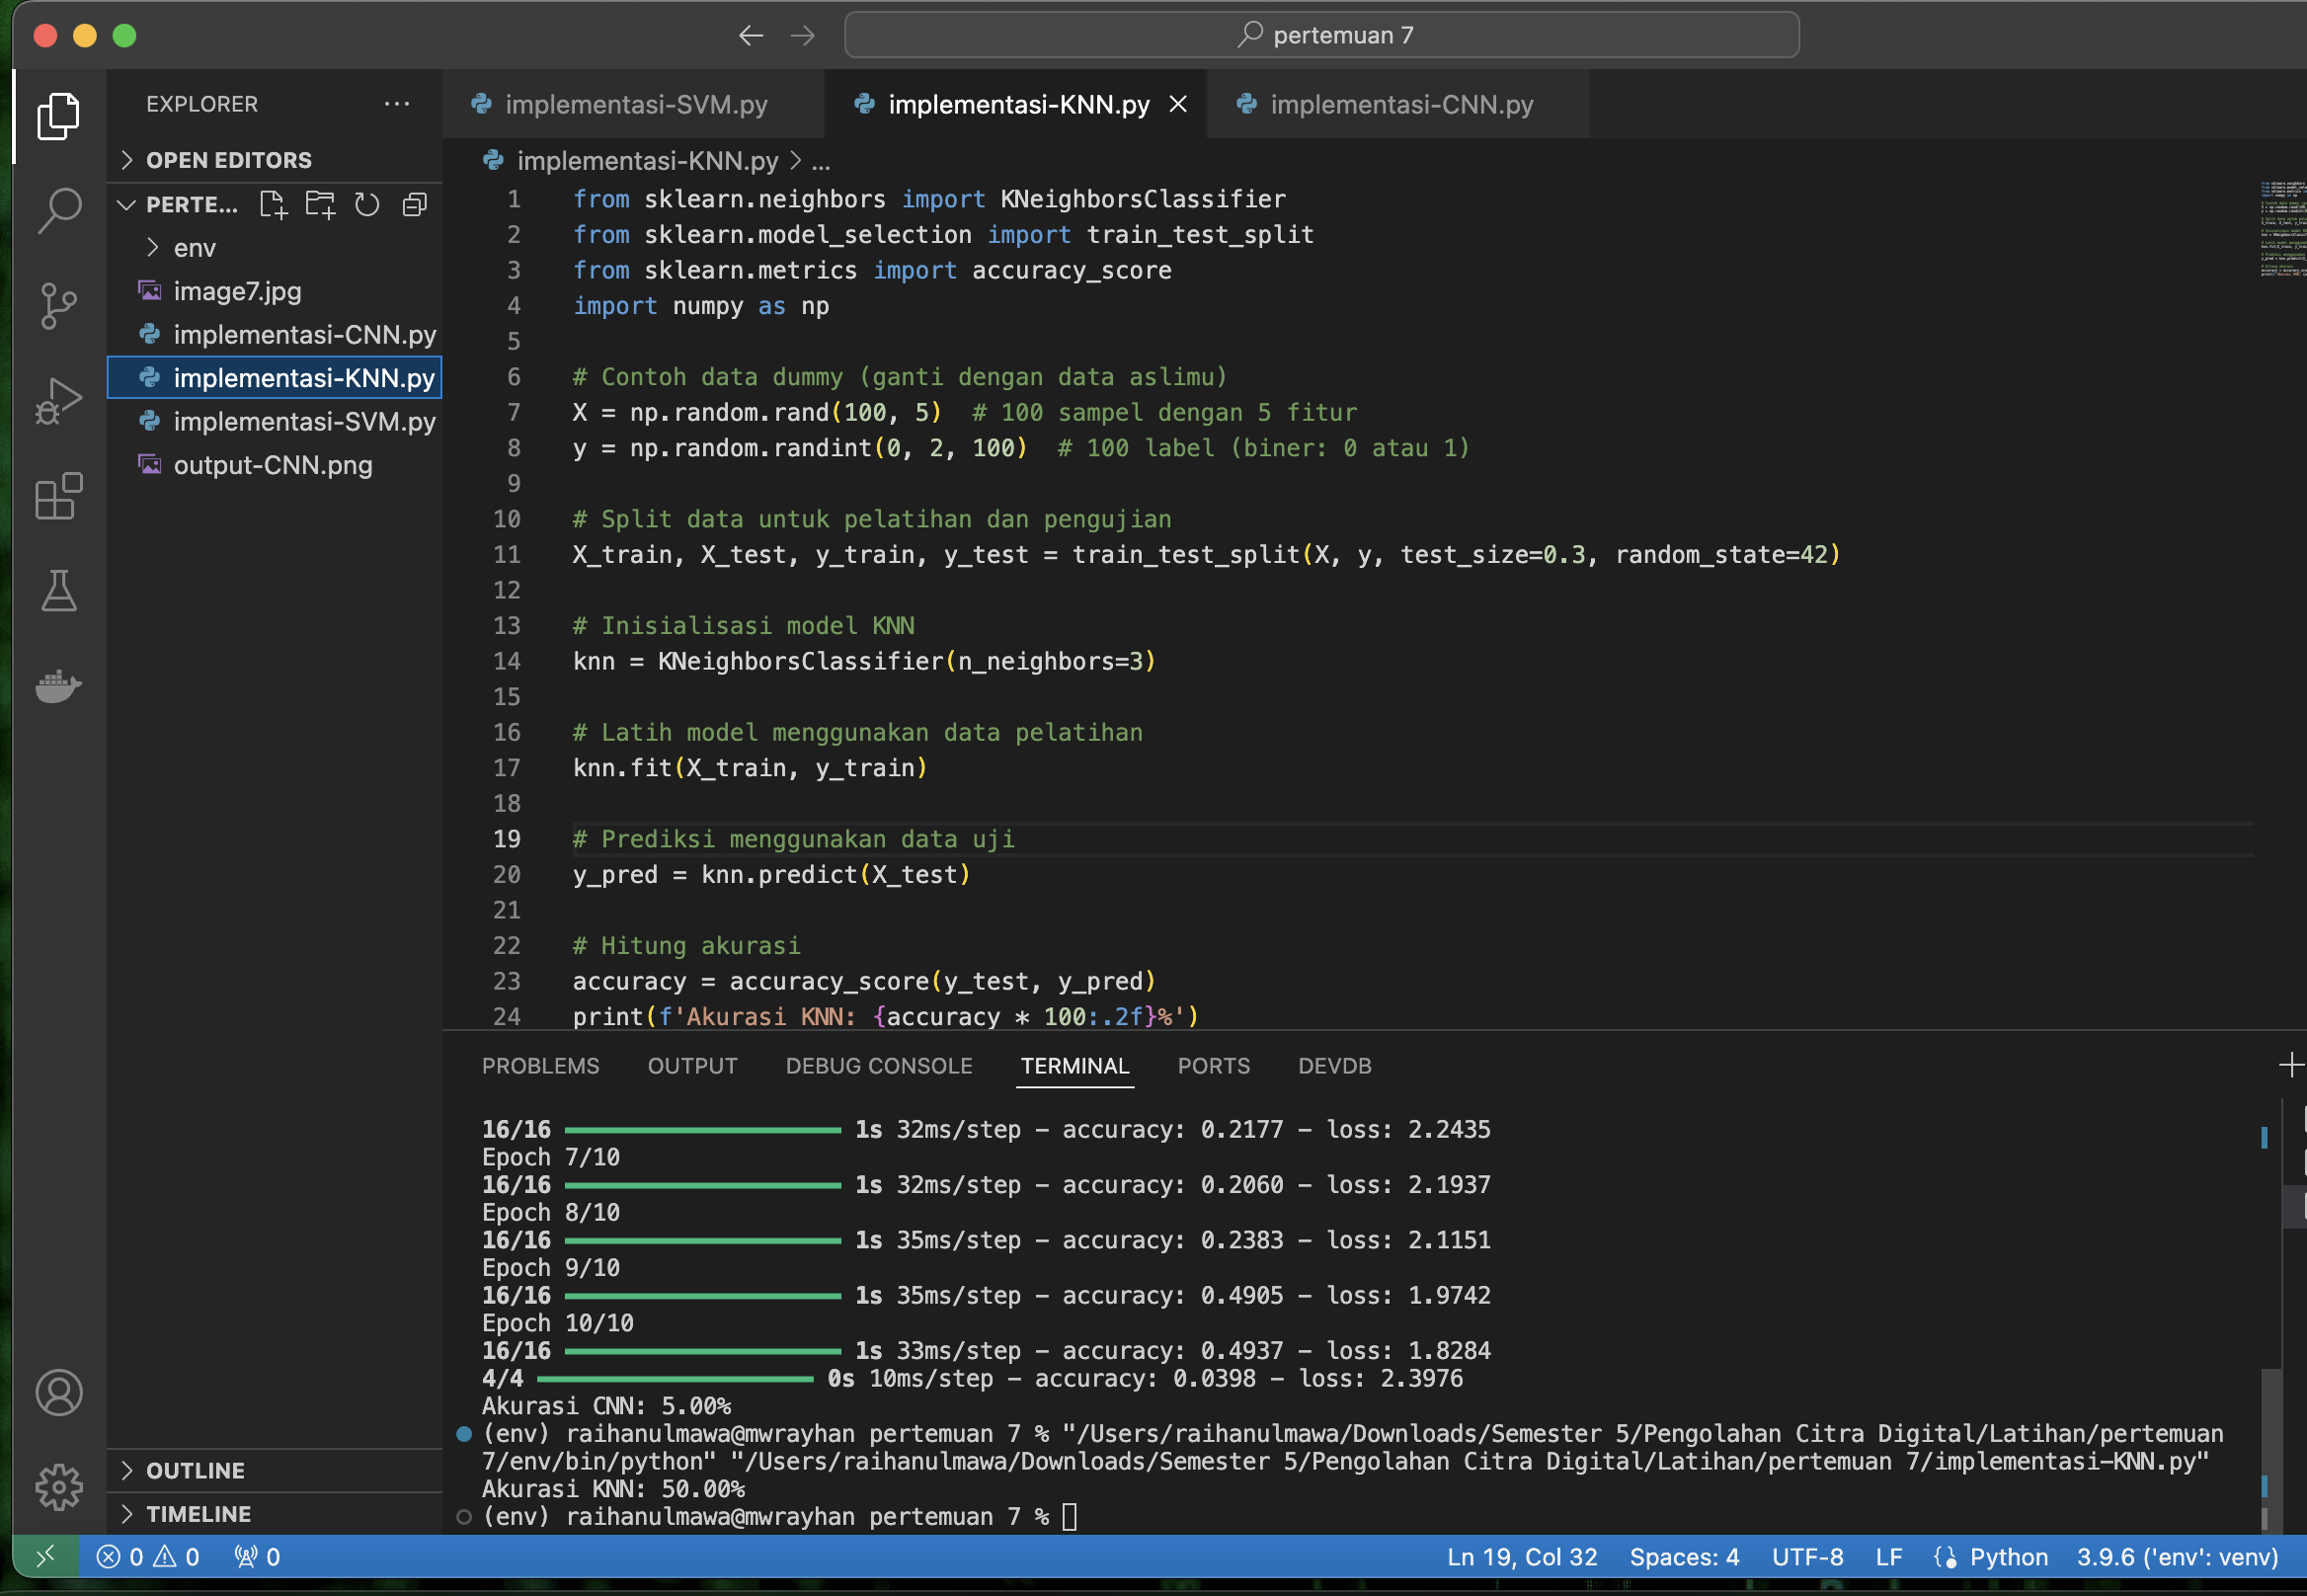 pertemuan 7
EXPLORER
OPEN EDITORS
PERTE...
env
image7.jpg
implementasi-CNN.py
implementasi-KNN.py
implementasi-SVM.py
output-CNN.png
OUTLINE
TIMELINE
implementasi-SVM.py
implementasi-KNN.py
implementasi-CNN.py
implementasi-KNN.py > ...
1 from sklearn.neighbors import KNeighborsClassifier
2 from sklearn.model_selection import train_test_split
3 from sklearn.metrics import accuracy_score
4 import numpy as np
5
6 # Contoh data dummy (ganti dengan data aslimu)
7 X = np.random.rand(100, 5)  # 100 sampel dengan 5 fitur
8 y = np.random.randint(0, 2, 100)  # 100 label (biner: 0 atau 1)
9
10 # Split data untuk pelatihan dan pengujian
11 X_train, X_test, y_train, y_test = train_test_split(X, y, test_size=0.3, random_state=42)
12
13 # Inisialisasi model KNN
14 knn = KNeighborsClassifier(n_neighbors=3)
15
16 # Latih model menggunakan data pelatihan
17 knn.fit(X_train, y_train)
18
19 # Prediksi menggunakan data uji
20 y_pred = knn.predict(X_test)
21
22 # Hitung akurasi
23 accuracy = accuracy_score(y_test, y_pred)
24 print(f'Akurasi KNN: {accuracy * 100:.2f}%')
PROBLEMS OUTPUT DEBUG CONSOLE TERMINAL PORTS DEVDB
16/16 1s 32ms/step - accuracy: 0.2177 - loss: 2.2435
Epoch 7/10
16/16 1s 32ms/step - accuracy: 0.2060 - loss: 2.1937
Epoch 8/10
16/16 1s 35ms/step - accuracy: 0.2383 - loss: 2.1151
Epoch 9/10
16/16 1s 35ms/step - accuracy: 0.4905 - loss: 1.9742
Epoch 10/10
16/16 1s 33ms/step - accuracy: 0.4937 - loss: 1.8284
4/4 0s 10ms/step - accuracy: 0.0398 - loss: 2.3976
Akurasi CNN: 5.00%
(env) raihanulmawa@mwrayhan pertemuan 7 % "/Users/raihanulmawa/Downloads/Semester 5/Pengolahan Citra Digital/Latihan/pertemuan
7/env/bin/python" "/Users/raihanulmawa/Downloads/Semester 5/Pengolahan Citra Digital/Latihan/pertemuan 7/implementasi-KNN.py"
Akurasi KNN: 50.00%
(env) raihanulmawa@mwrayhan pertemuan 7 %
0 0 0 Ln 19, Col 32 Spaces: 4 UTF-8 LF Python 3.9.6 ('env': venv)